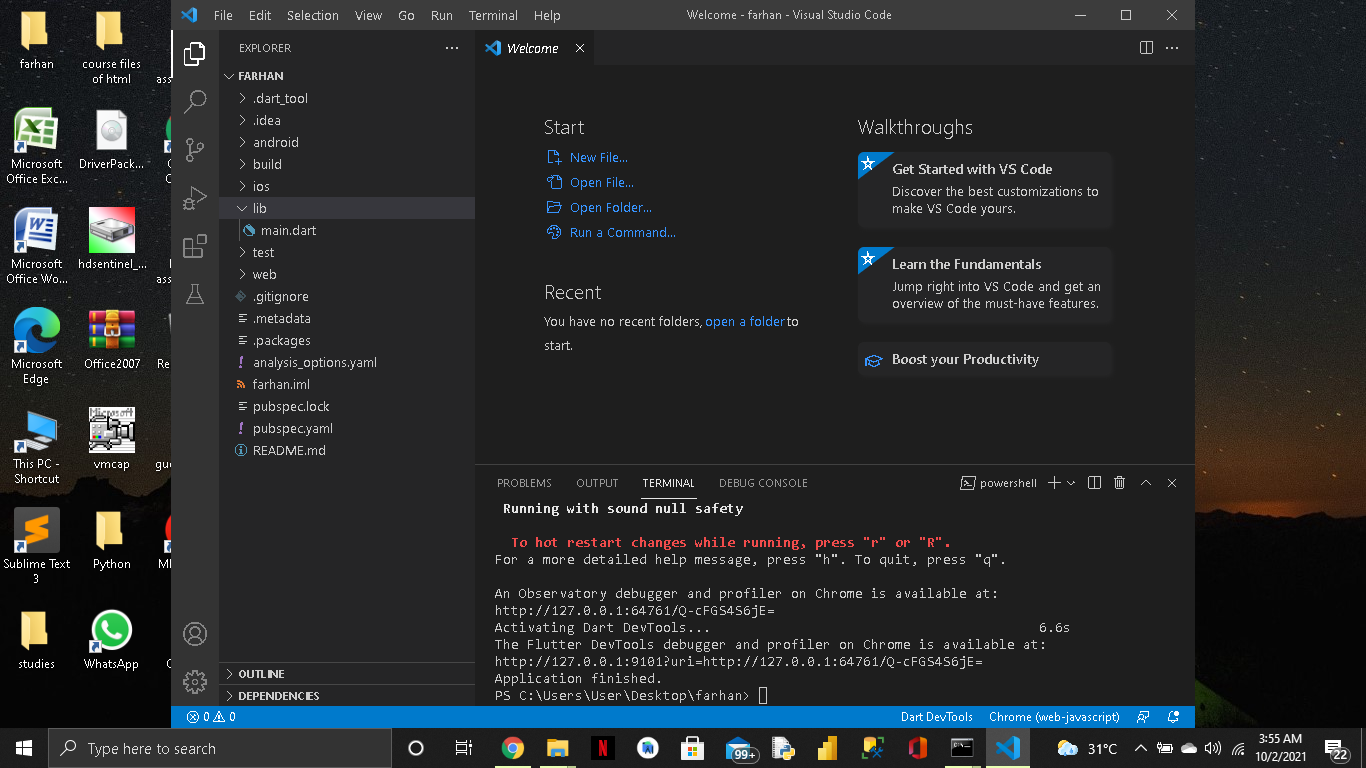 farhan
course files
of html
ass
Microsoft
Office Exc...
DriverPack...
Microsoft
Office Wo...
hdsentinel_...
ass
Microsoft
Edge
Office2007
Re
This PC -
Shortcut
Microsoft
vmcap
gu
Sublime Text
3
Python
studies
WhatsApp
File Edit Selection View Go Run Terminal Help
Welcome - farhan - Visual Studio Code
EXPLORER
FARHAN
.dart_tool
.idea
android
build
ios
lib
main.dart
test
web
.gitignore
.metadata
.packages
analysis_options.yaml
farhan.iml
pubspec.lock
pubspec.yaml
README.md
OUTLINE
DEPENDENCIES
Welcome
Start
New File...
Open File...
Open Folder...
Run a Command...
Recent
You have no recent folders, open a folder to
start.
Walkthroughs
Get Started with VS Code
Discover the best customizations to
make VS Code yours.
Learn the Fundamentals
Jump right into VS Code and get an
overview of the must-have features.
Boost your Productivity
PROBLEMS OUTPUT TERMINAL DEBUG CONSOLE
powershell
Running with sound null safety
To hot restart changes while running, press "r" or "R".
For a more detailed help message, press "h". To quit, press "q".
An Observatory debugger and profiler on Chrome is available at:
http://127.0.0.1:64761/Q-cFGS4S6jE=
Activating Dart DevTools... 6.6s
The Flutter DevTools debugger and profiler on Chrome is available at:
http://127.0.0.1:9101?uri=http://127.0.0.1:64761/Q-cFGS4S6jE=
Application finished.
PS C:\Users\User\Desktop\farhan>
0 0
Dart DevTools Chrome (web-javascript)
Type here to search
99+
31°C
3:55 AM
10/2/2021
22